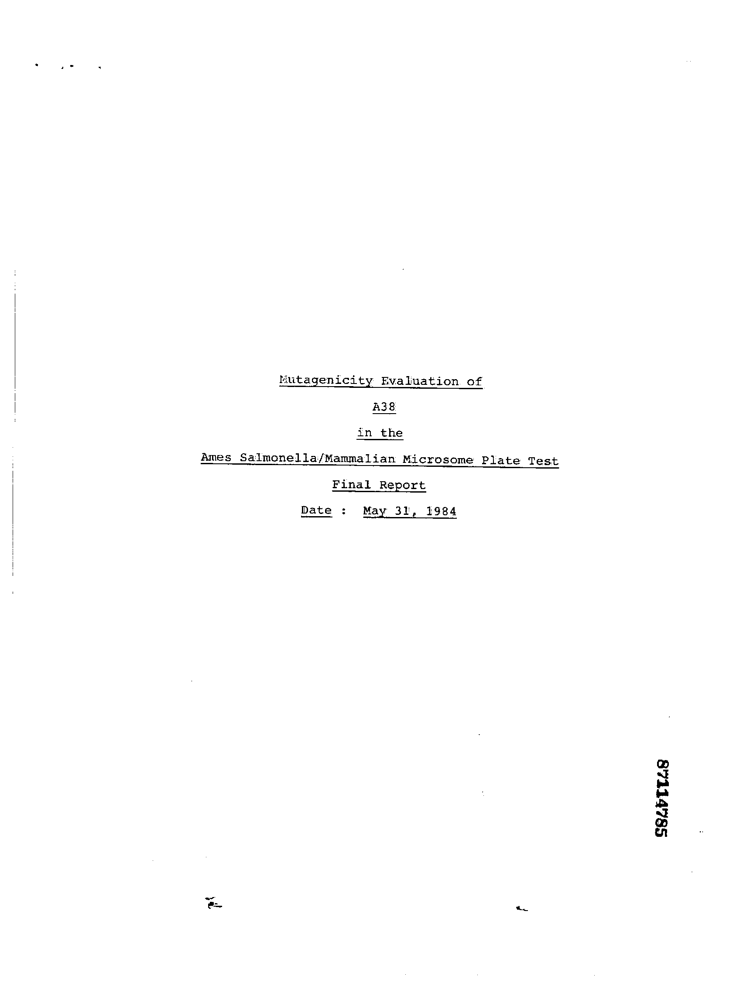 Mutagenicity Evaluation of
A38
in the
Ames Salmonella/Mammalian Microsome Plate Test
Final Report
Date : May 31, 1984
87114785